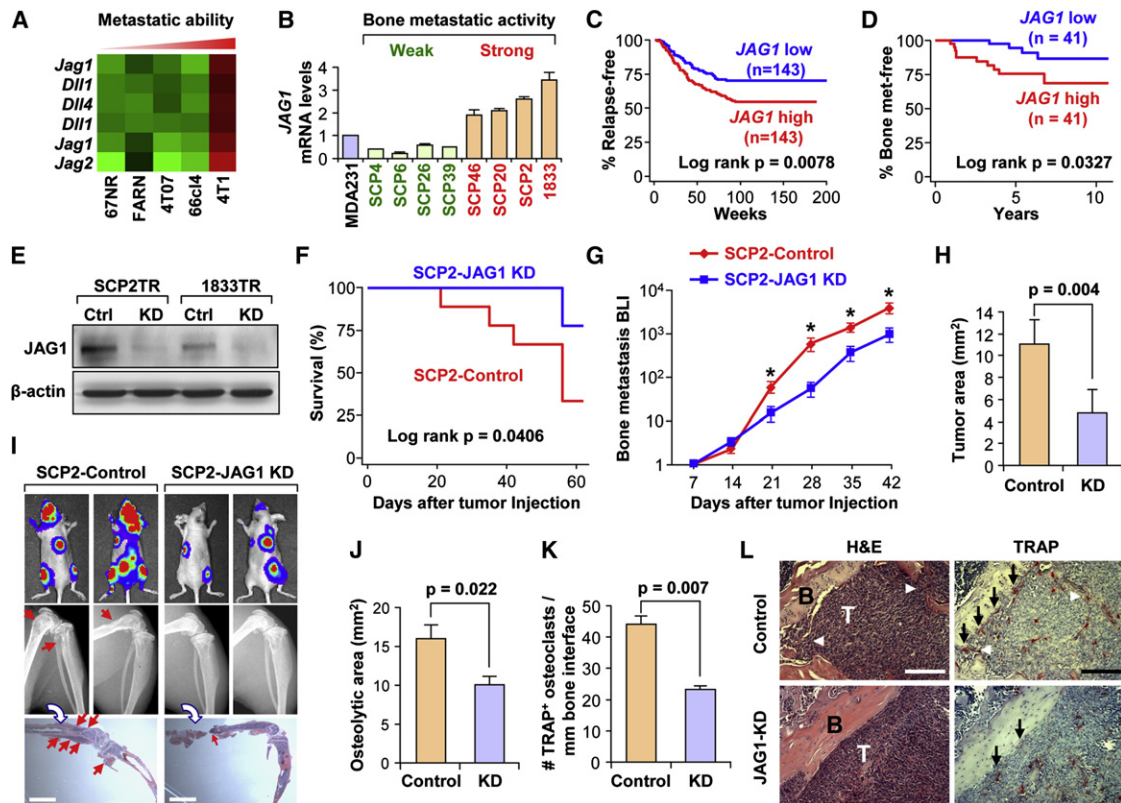 A
Metastatic ability
Jag1
Dll1
Dll4
Dll1
Jag1
Jag2
67NR
FARN
4T07
66cl4
4T1
B
Bone metastatic activity
Weak Strong
JAG1
mRNA levels
4
3
2
1
0
MDA231
SCP4
SCP6
SCP26
SCP39
SCP46
SCP20
SCP2
1833
C
% Relapse-free
100
75
50
25
0
JAG1 low
(n=143)
JAG1 high
(n=143)
Log rank p = 0.0078
0 50 100 150 200
Weeks
D
% Bone met-free
100
75
50
25
0
JAG1 low
(n = 41)
JAG1 high
(n = 41)
Log rank p = 0.0327
0 5 10
Years
E
SCP2TR 1833TR
Ctrl KD Ctrl KD
JAG1
β-actin
F
Survival (%)
100
75
50
25
0
SCP2-JAG1 KD
SCP2-Control
Log rank p = 0.0406
0 20 40 60
Days after tumor Injection
G
SCP2-Control
SCP2-JAG1 KD
Bone metastasis BLI
10⁴
10³
10²
10
1
* * * *
7 14 21 28 35 42
Days after tumor Injection
H
p = 0.004
Tumor area (mm²)
14
12
10
8
6
4
2
0
Control KD
I
SCP2-Control SCP2-JAG1 KD
J
p = 0.022
Osteolytic area (mm²)
20
15
10
5
0
Control KD
K
p = 0.007
# TRAP⁺ osteoclasts /
mm bone interface
50
40
30
20
10
0
Control KD
L
H&E TRAP
Control
B
T
JAG1-KD
B
T